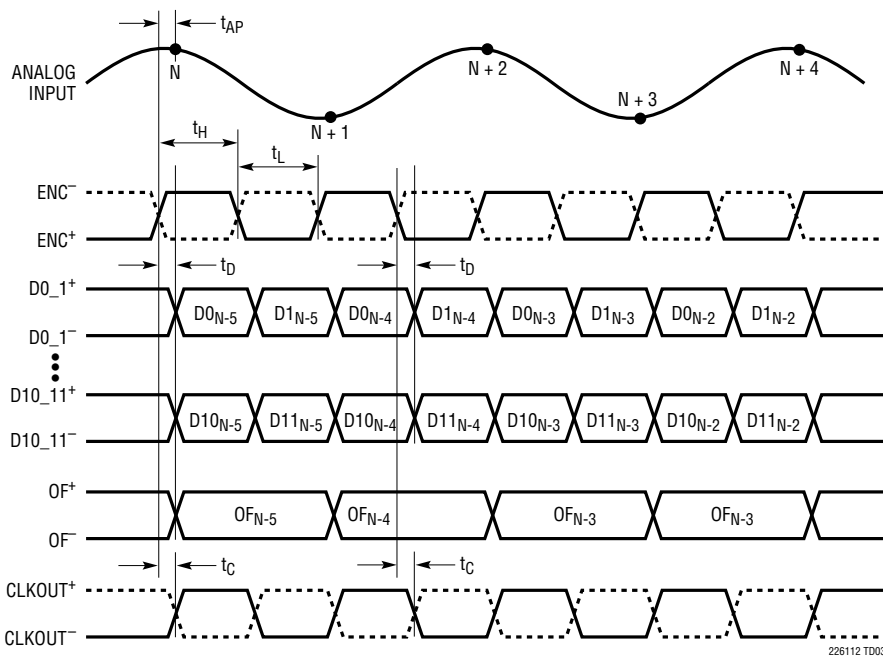 tAP
ANALOG
INPUT
N
N + 1
N + 2
N + 3
N + 4
tH
tL
ENC–
ENC+
tD
tD
D0_1+
D0_1–
D0N-5
D1N-5
D0N-4
D1N-4
D0N-3
D1N-3
D0N-2
D1N-2
D10_11+
D10_11–
D10N-5
D11N-5
D10N-4
D11N-4
D10N-3
D11N-3
D10N-2
D11N-2
OF+
OF–
OFN-5
OFN-4
OFN-3
OFN-3
tC
tC
CLKOUT+
CLKOUT–
226112 TD03